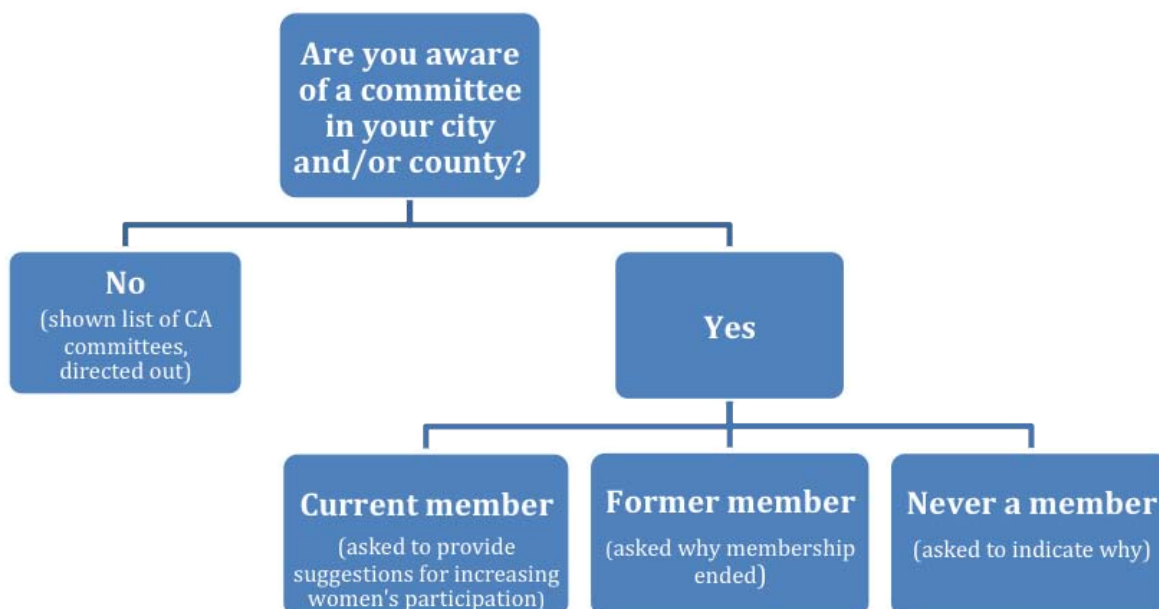 Are you aware
of a committee
in your city
and/or county?
No
(shown list of CA
committees,
directed out)
Yes
Current member
(asked to provide
suggestions for increasing
women's participation)
Former member
(asked why membership
ended)
Never a member
(asked to indicate why)